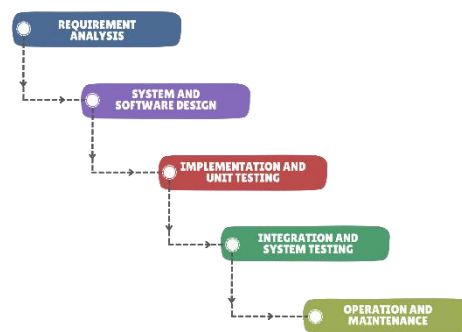 REQUIREMENT
ANALYSIS
SYSTEM AND
SOFTWARE DESIGN
IMPLEMENTATION AND
UNIT TESTING
INTEGRATION AND
SYSTEM TESTING
OPERATION AND
MAINTENANCE